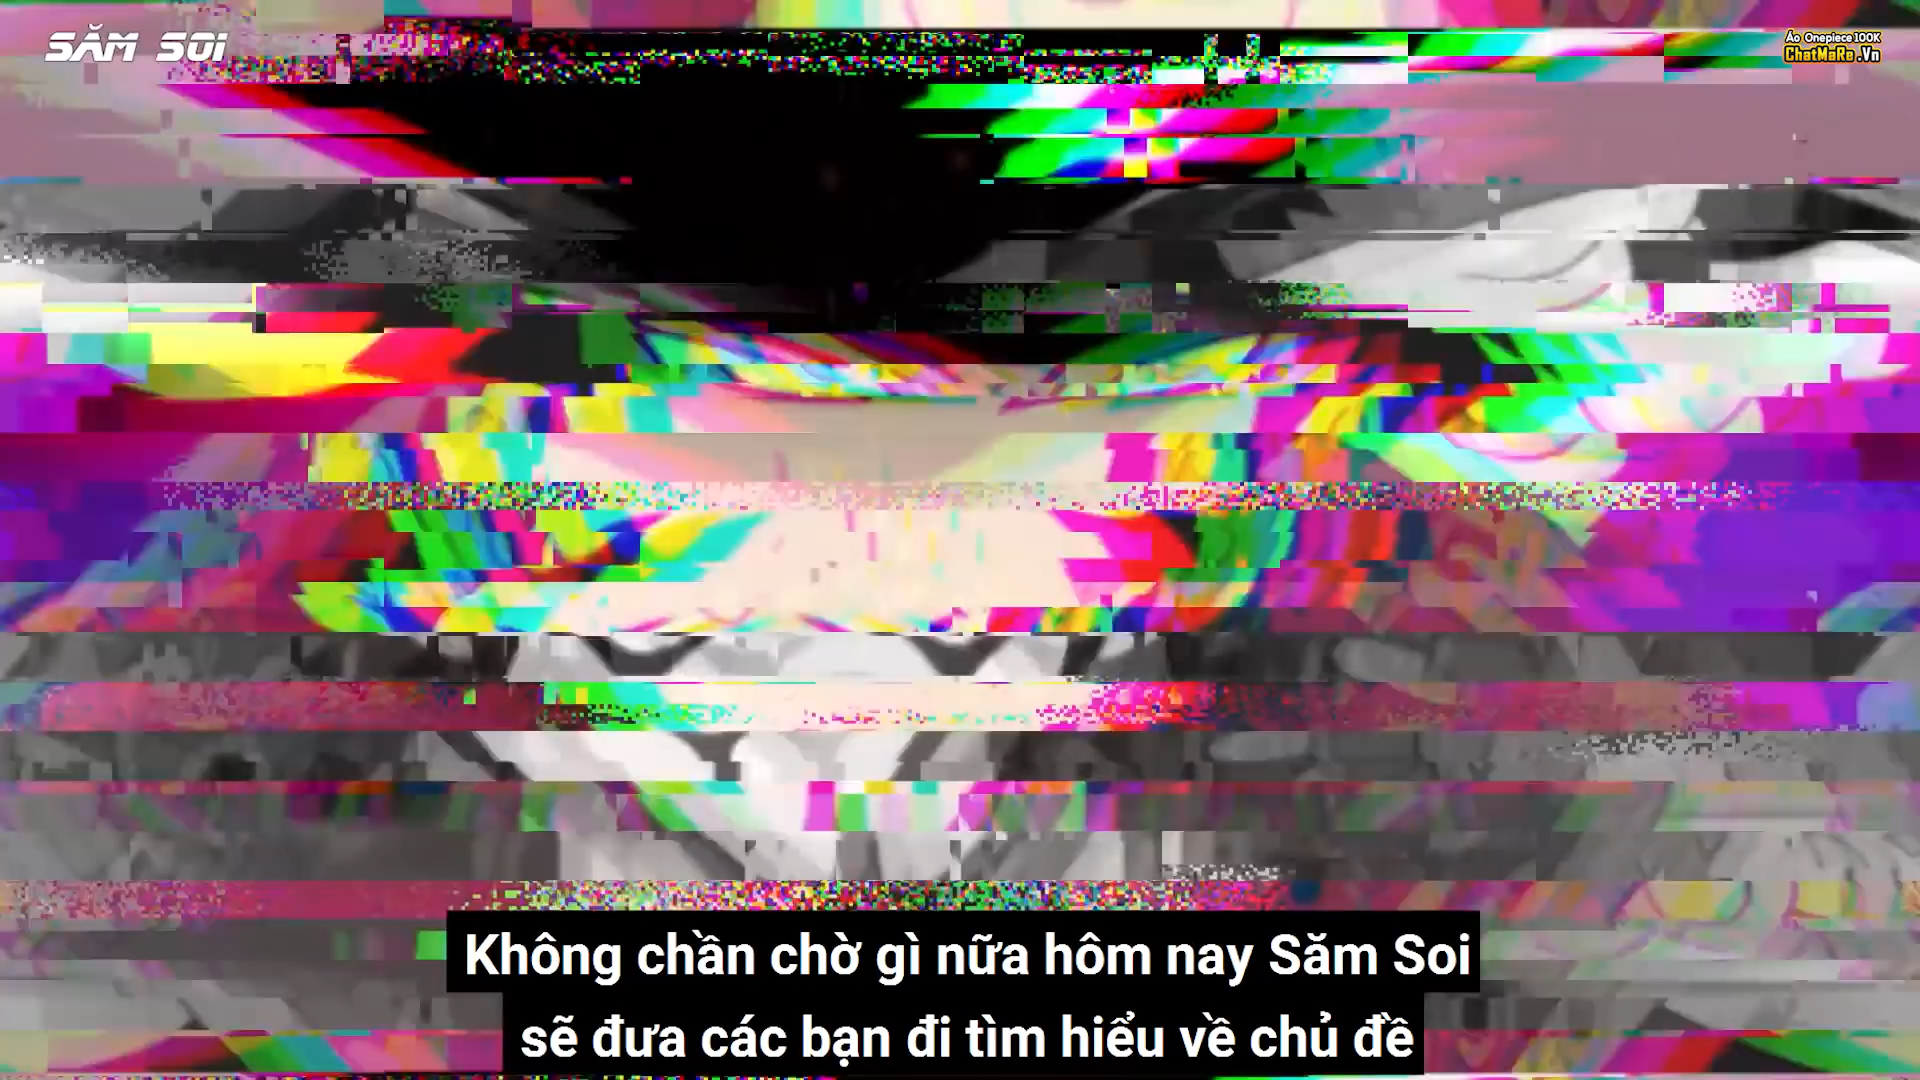 SĂM SOI
Áo Onepiece 100K
ChatMaRe.Vn
Không chần chờ gì nữa hôm nay Săm Soi
sẽ đưa các bạn đi tìm hiểu về chủ đề